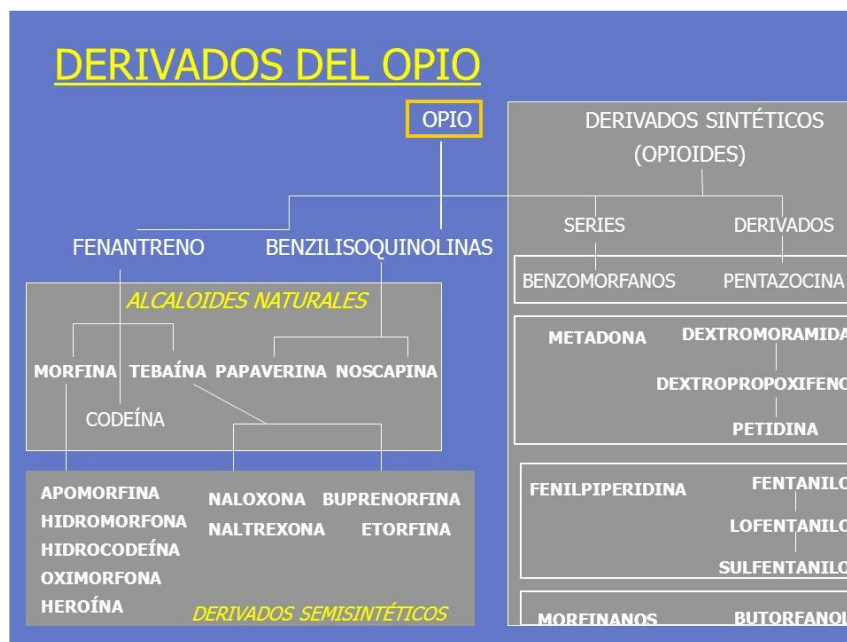 DERIVADOS DEL OPIO
OPIO
DERIVADOS SINTÉTICOS
(OPIOIDES)
FENANTRENO
BENZILISOQUINOLINAS
SERIES
DERIVADOS
BENZOMORFANOS
PENTAZOCINA
ALCALOIDES NATURALES
MORFINA
TEBAÍNA
PAPAVERINA
NOSCAPINA
CODEÍNA
METADONA
DEXTROMORAMIDA
DEXTROPROPOXIFENO
PETIDINA
APOMORFINA
HIDROMORFONA
HIDROCODEÍNA
OXIMORFONA
HEROÍNA
NALOXONA
NALTREXONA
BUPRENORFINA
ETORFINA
DERIVADOS SEMISINTÉTICOS
FENILPIPERIDINA
FENTANILO
LOFENTANILO
SULFENTANILO
MORFINANOS
BUTORFANOL